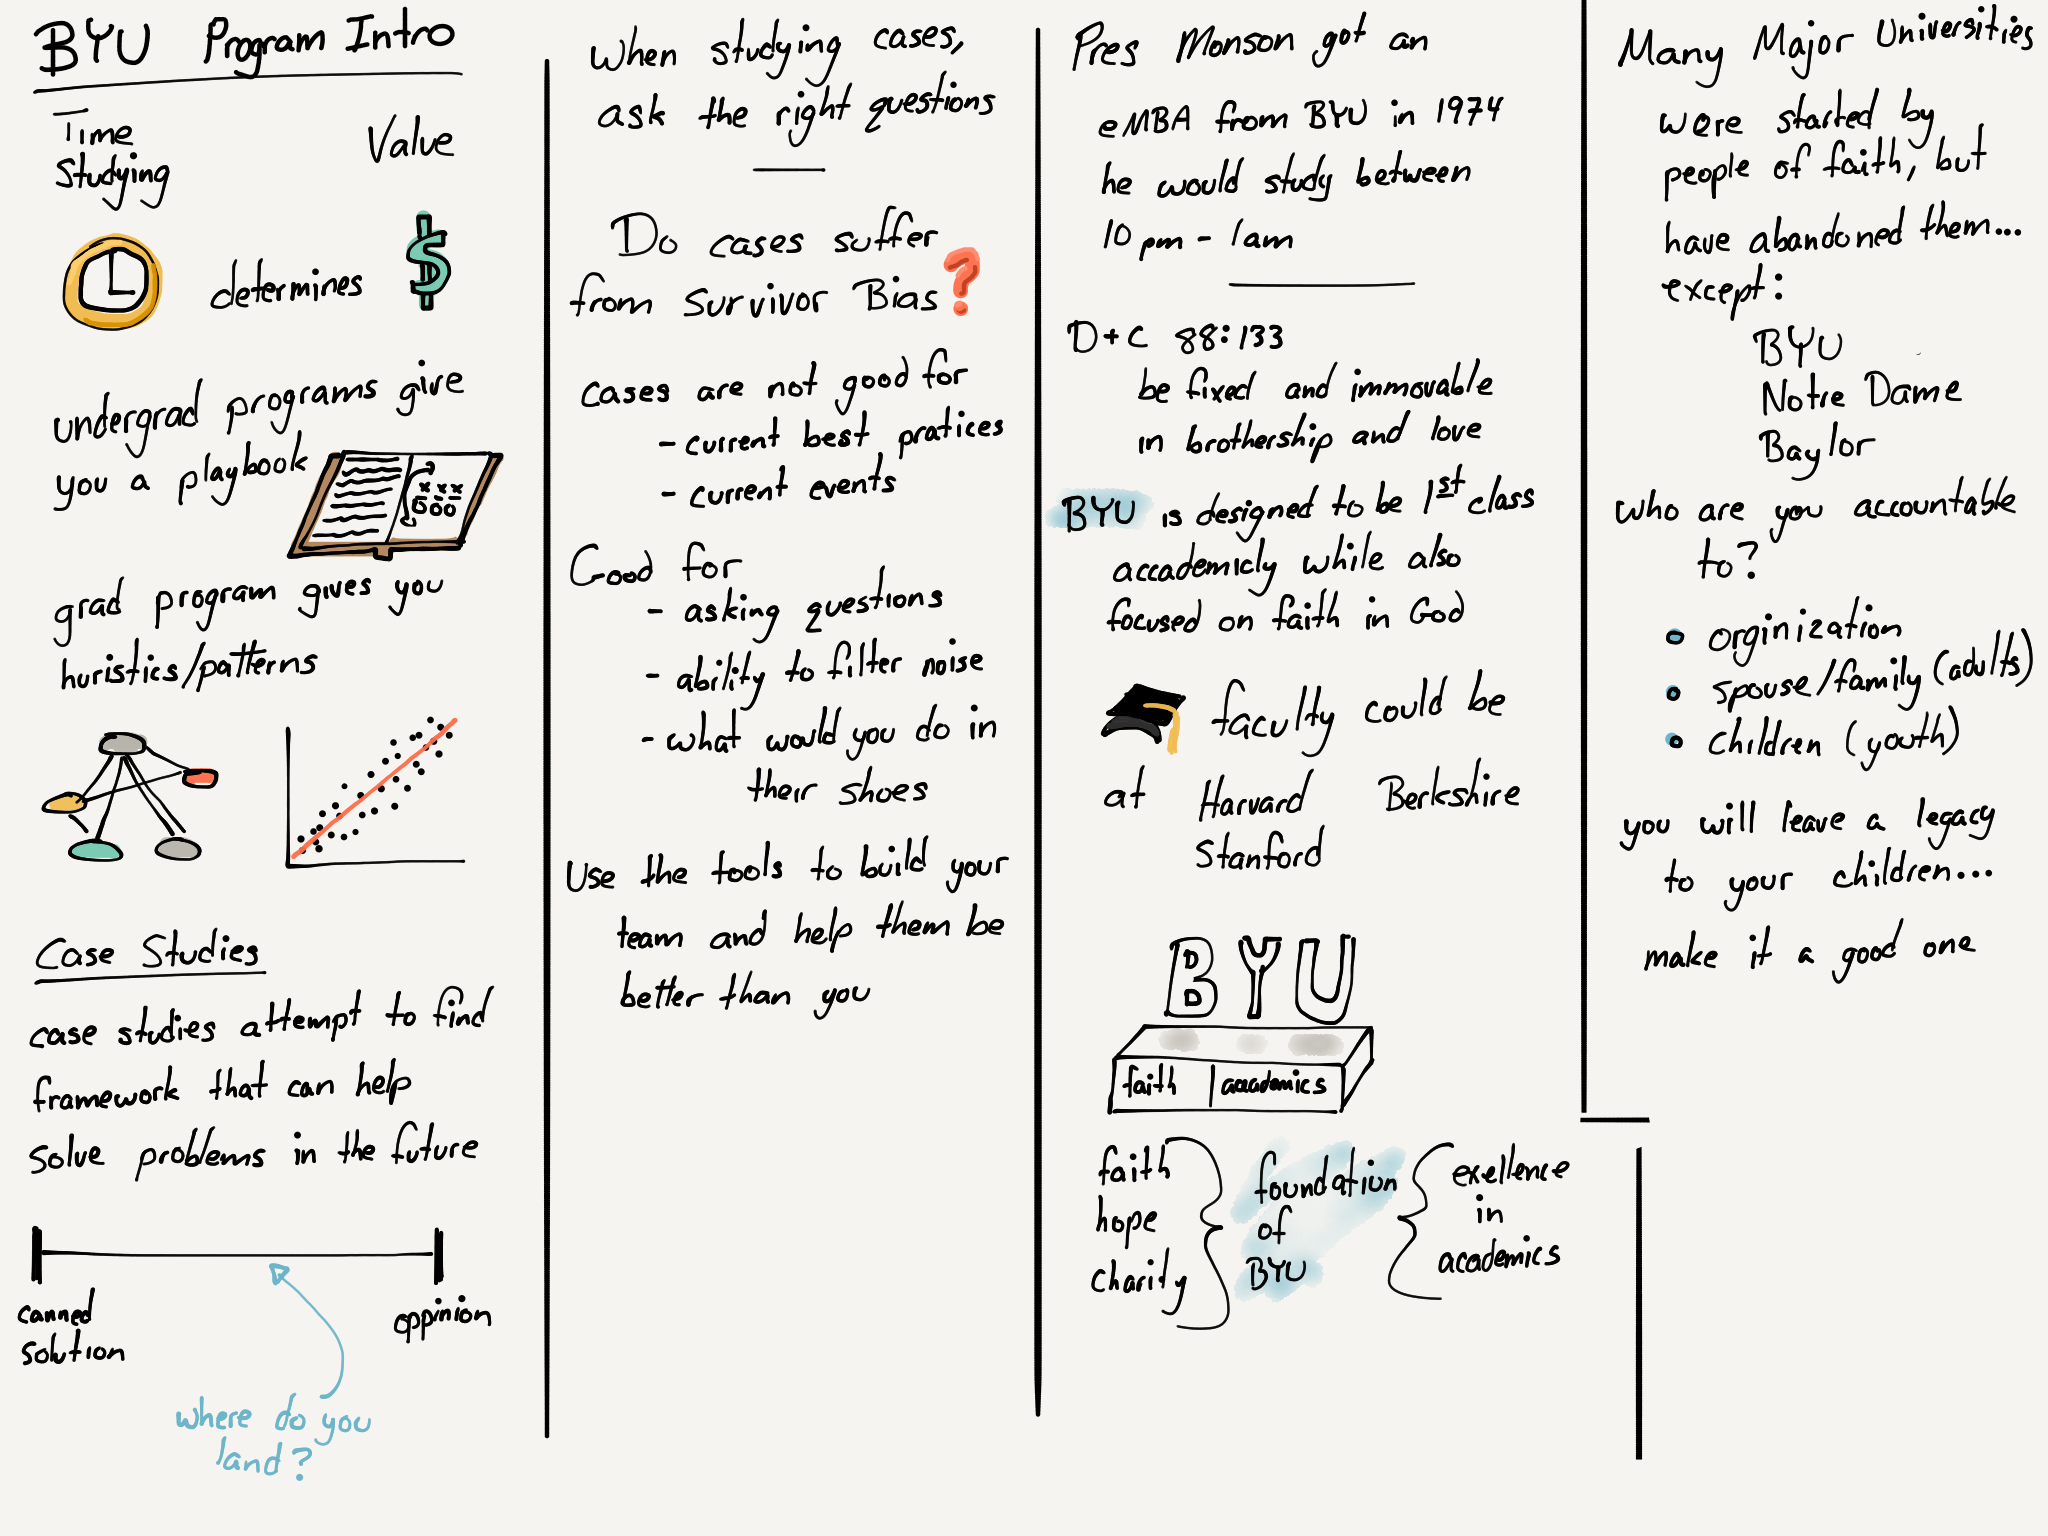 BYU Program Intro
Time
Studying
Value
determines
$
undergrad programs give
you a playbook
x x x
o o o
grad program gives you
huristics/patterns
Case Studies
case studies attempt to find
framework that can help
solve problems in the future
canned
solution
oppinion
where do you
land?
When studying cases,
ask the right questions
Do cases suffer
from Survivor Bias?
cases are not good for
- current best pratices
- current events
Good for
- asking questions
- ability to filter noise
- what would you do in
their shoes
Use the tools to build your
team and help them be
better than you
Pres Monson got an
eMBA from BYU in 1974
he would study between
10 pm - 1am
D+C 88:133
be fixed and immovable
in brothership and love
BYU is designed to be 1st class
accademicly while also
focused on faith in God
faculty could be
at Harvard Berkshire
Stanford
BYU
faith | academics
faith
hope
charity
foundation
of
BYU
exellence
in
academics
Many Major Universities
were started by
people of faith, but
have abandoned them...
except:
BYU
Notre Dame
Baylor
who are you accountable
to?
orginization
spouse/family (adults)
children (youth)
you will leave a legacy
to your children...
make it a good one